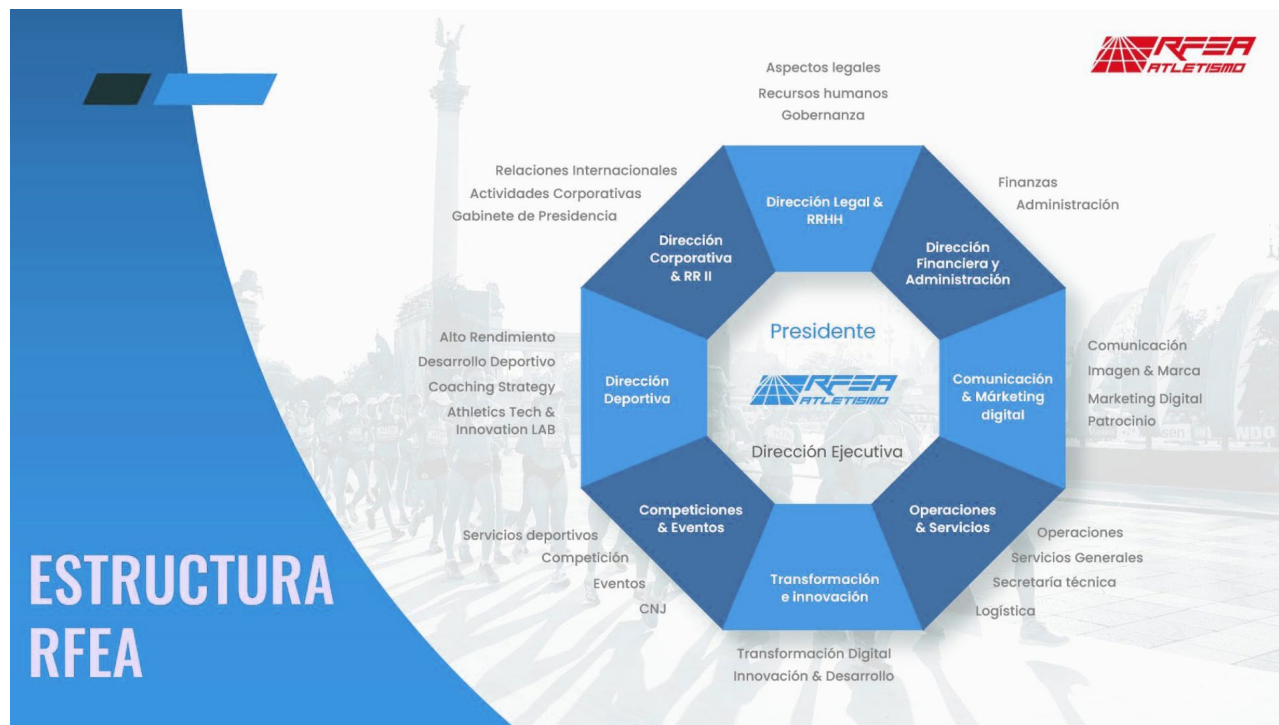 RFEA
ATLETISMO
Aspectos legales
Recursos humanos
Gobernanza
Relaciones Internacionales
Actividades Corporativas
Gabinete de Presidencia
Finanzas
Administración
Dirección Legal &
RRHH
Dirección
Corporativa
& RR II
Dirección
Financiera y
Administración
Alto Rendimiento
Desarrollo Deportivo
Coaching Strategy
Athletics Tech &
Innovation LAB
Dirección
Deportiva
Presidente
RFEA
ATLETISMO
Dirección Ejecutiva
Comunicación
& Márketing
digital
Comunicación
Imagen & Marca
Marketing Digital
Patrocinio
Competiciones
& Eventos
Operaciones
& Servicios
Servicios deportivos
Competición
Eventos
CNJ
Transformación
e innovación
Operaciones
Servicios Generales
Secretaría técnica
Logística
Transformación Digital
Innovación & Desarrollo
ESTRUCTURA
RFEA